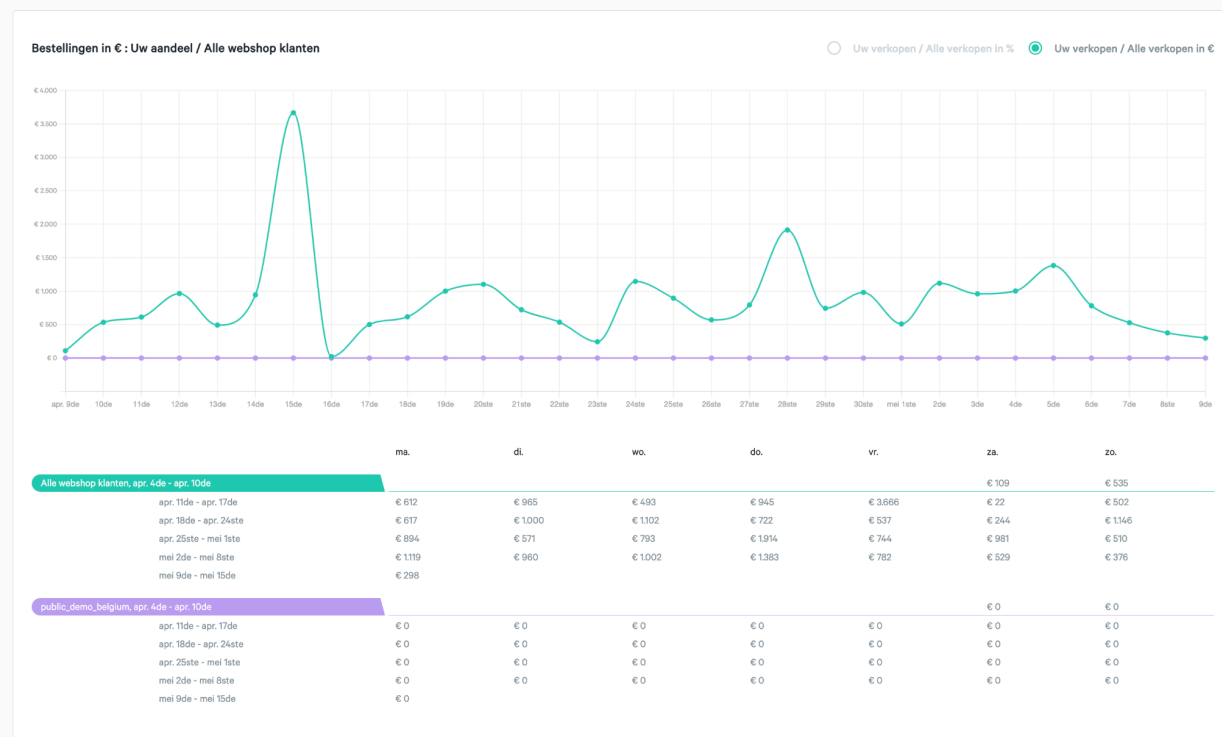 Bestellingen in € : Uw aandeel / Alle webshop klanten
Uw verkopen / Alle verkopen in %
Uw verkopen / Alle verkopen in €
€ 4.000
€ 3.500
€ 3.000
€ 2.500
€ 2.000
€ 1.500
€ 1.000
€ 500
€ 0
apr. 9de 10de 11de 12de 13de 14de 15de 16de 17de 18de 19de 20ste 21ste 22ste 23ste 24ste 25ste 26ste 27ste 28ste 29ste 30ste mei 1ste 2de 3de 4de 5de 6de 7de 8ste 9de
ma. di. wo. do. vr. za. zo.
Alle webshop klanten, apr. 4de - apr. 10de € 109 € 535
apr. 11de - apr. 17de € 612 € 965 € 493 € 945 € 3.666 € 22 € 502
apr. 18de - apr. 24ste € 617 € 1.000 € 1.102 € 722 € 537 € 244 € 1.146
apr. 25ste - mei 1ste € 894 € 571 € 793 € 1.914 € 744 € 981 € 510
mei 2de - mei 8ste € 1.119 € 960 € 1.002 € 1.383 € 782 € 529 € 376
mei 9de - mei 15de € 298
public_demo_belgium, apr. 4de - apr. 10de € 0 € 0
apr. 11de - apr. 17de € 0 € 0 € 0 € 0 € 0 € 0 € 0
apr. 18de - apr. 24ste € 0 € 0 € 0 € 0 € 0 € 0 € 0
apr. 25ste - mei 1ste € 0 € 0 € 0 € 0 € 0 € 0 € 0
mei 2de - mei 8ste € 0 € 0 € 0 € 0 € 0 € 0 € 0
mei 9de - mei 15de € 0